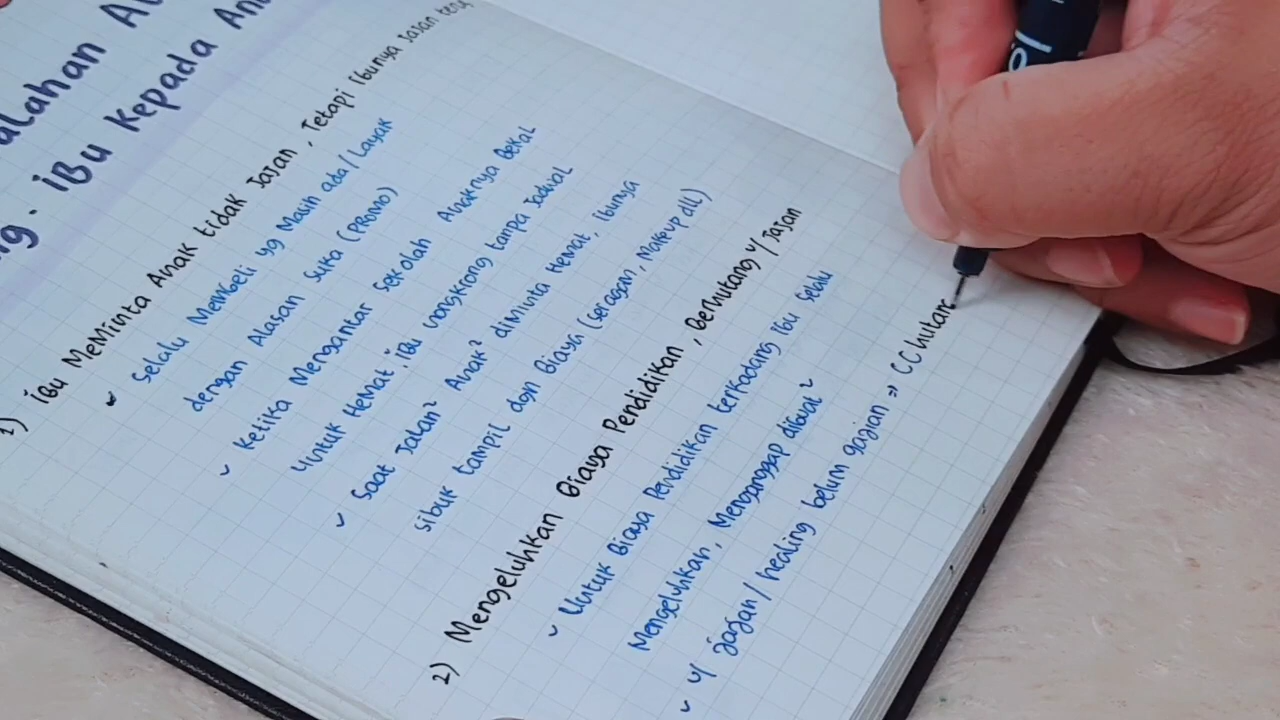 ibu Kepada
1) ibu Meminta Anak tidak Jajan, Tetapi ibunya Jajan
✓ Selalu Membeli yg Masih ada/Layak
dengan Alasan Suka (PROMO)
✓ Ketika Mengantar Sekolah Anaknya Bekal
untuk Hemat, ibu nongkrong tanpa Jadwal
✓ Saat Jalan² Anak² diminta Hemat, ibunya
sibuk tampil dgn Biaya (seragam, Makeup dll)
2) Mengeluhkan Biaya Pendidikan, Berhutang u/ Jajan
✓ Untuk Biaya Pendidikan terkadang ibu selalu
Mengeluhkan, Menganggap dibuat²
✓ u/ jajan/healing belum gajian => CC hutang